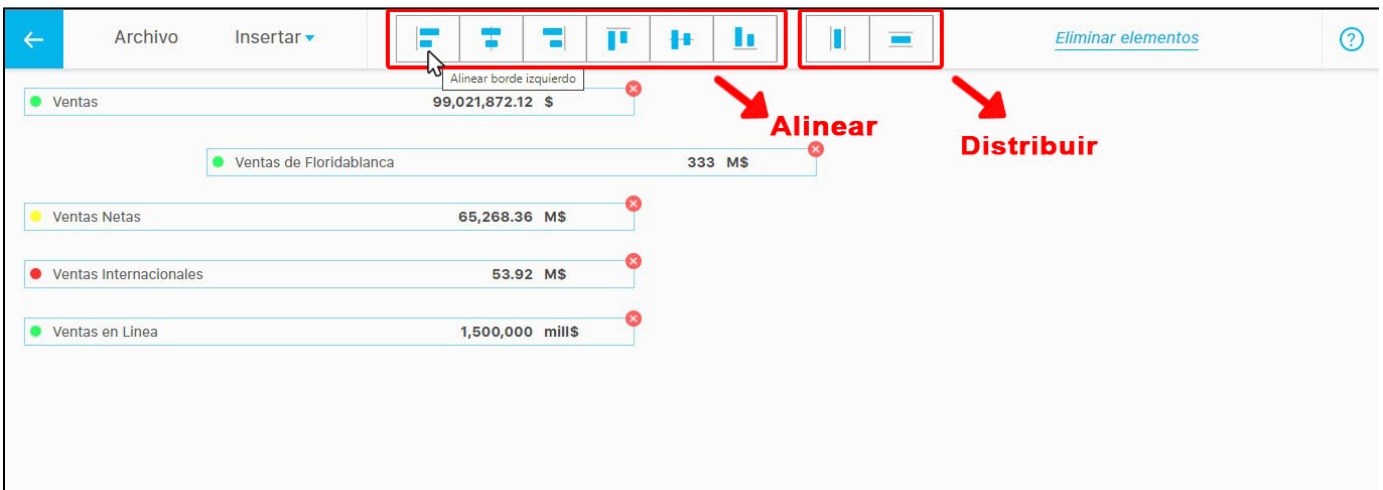 Archivo Insertar Eliminar elementos ?
Alinear borde izquierdo
Ventas 99,021,872.12 $
Alinear
Distribuir
Ventas de Floridablanca 333 M$
Ventas Netas 65,268.36 M$
Ventas Internacionales 53.92 M$
Ventas en Linea 1,500,000 mill$